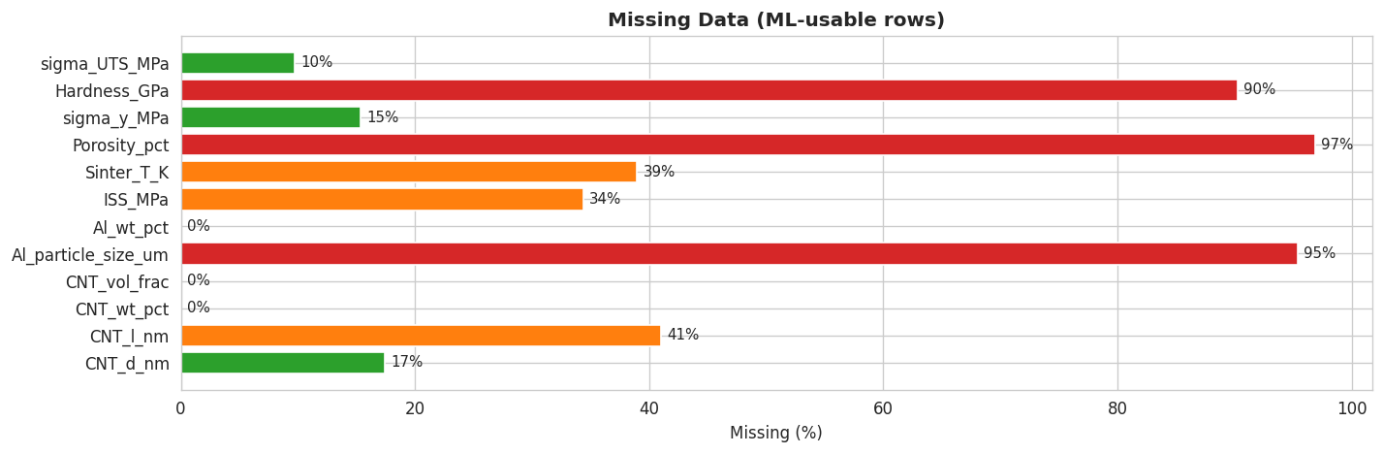 Missing Data (ML-usable rows)
sigma_UTS_MPa 10%
Hardness_GPa 90%
sigma_y_MPa 15%
Porosity_pct 97%
Sinter_T_K 39%
ISS_MPa 34%
Al_wt_pct 0%
Al_particle_size_um 95%
CNT_vol_frac 0%
CNT_wt_pct 0%
CNT_l_nm 41%
CNT_d_nm 17%
0 20 40 60 80 100
Missing (%)